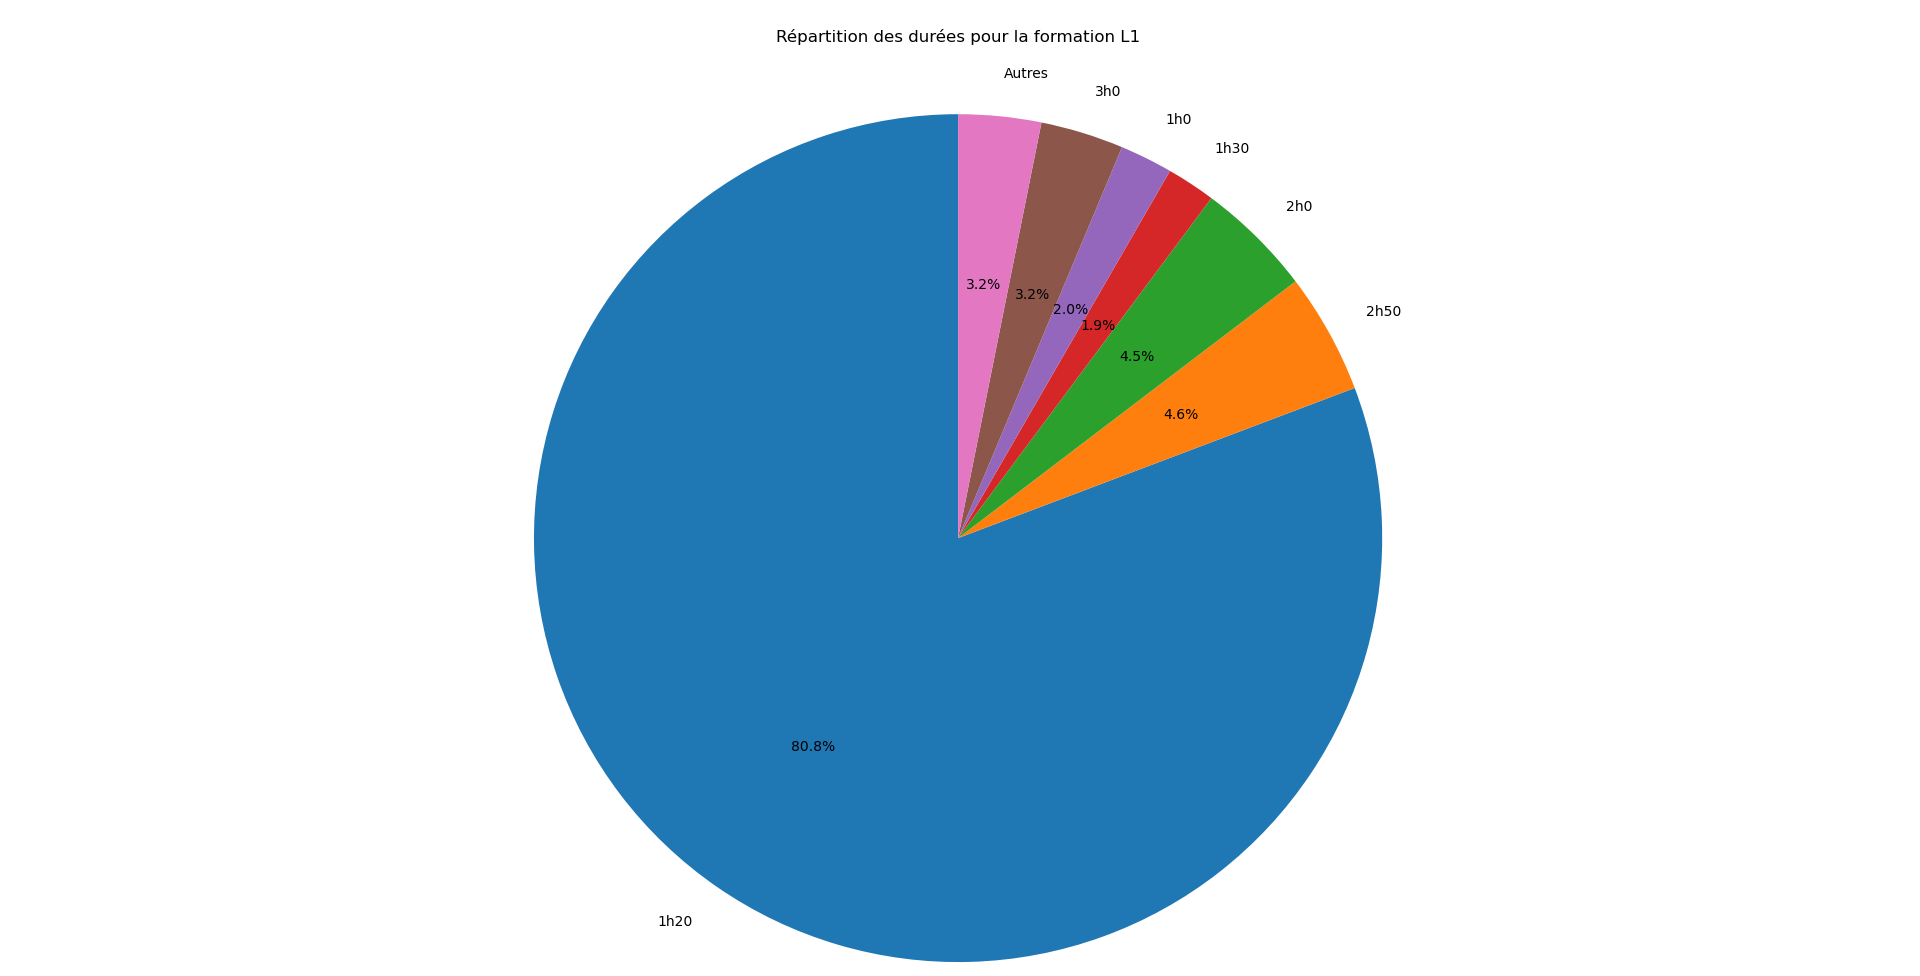 Répartition des durées pour la formation L1
Autres
3h0
1h0
1h30
2h0
2h50
3.2%
3.2%
2.0%
1.9%
4.5%
4.6%
80.8%
1h20